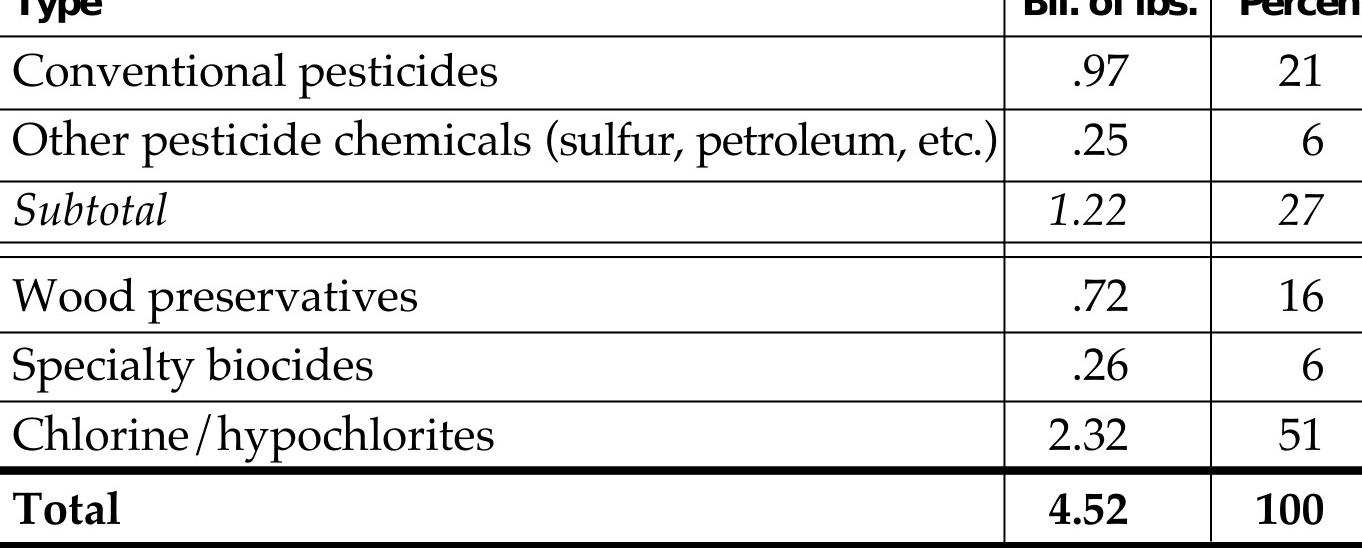 Type Bil. of lbs. Percen
Conventional pesticides .97 21
Other pesticide chemicals (sulfur, petroleum, etc.) .25 6
Subtotal 1.22 27
Wood preservatives .72 16
Specialty biocides .26 6
Chlorine/hypochlorites 2.32 51
Total 4.52 100